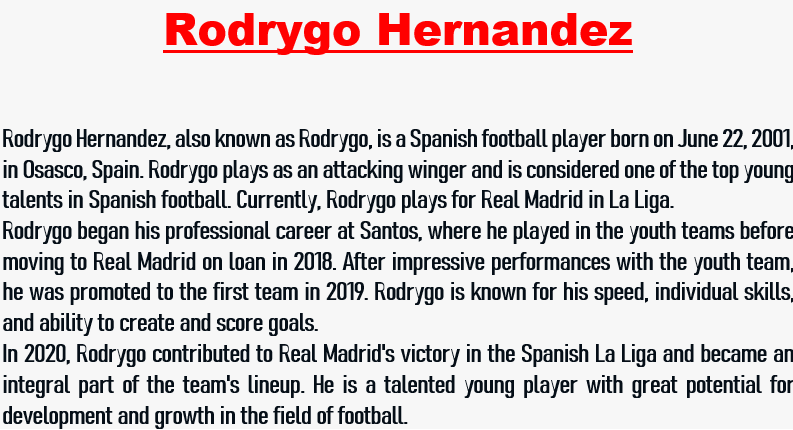 Rodrygo Hernandez
Rodrygo Hernandez, also known as Rodrygo, is a Spanish football player born on June 22, 2001,
in Osasco, Spain. Rodrygo plays as an attacking winger and is considered one of the top young
talents in Spanish football. Currently, Rodrygo plays for Real Madrid in La Liga.
Rodrygo began his professional career at Santos, where he played in the youth teams before
moving to Real Madrid on loan in 2018. After impressive performances with the youth team,
he was promoted to the first team in 2019. Rodrygo is known for his speed, individual skills,
and ability to create and score goals.
In 2020, Rodrygo contributed to Real Madrid's victory in the Spanish La Liga and became an
integral part of the team's lineup. He is a talented young player with great potential for
development and growth in the field of football.